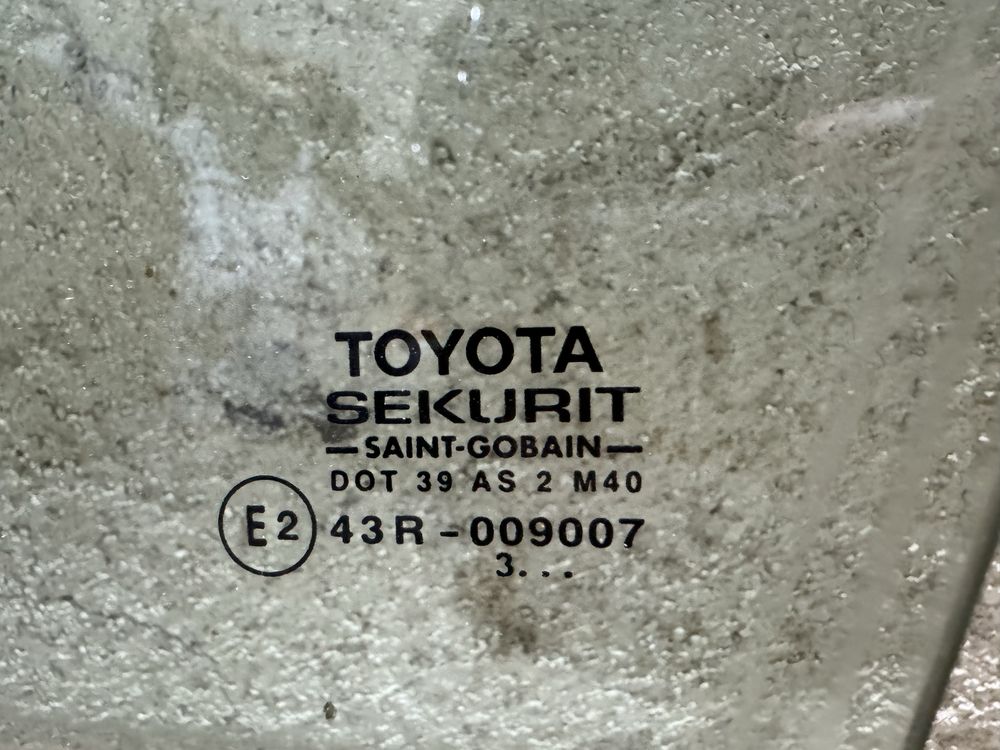 TOYOTA
SEKURIT
—SAINT-GOBAIN—
DOT 39 AS 2 M40
E2 43R-009007
3...